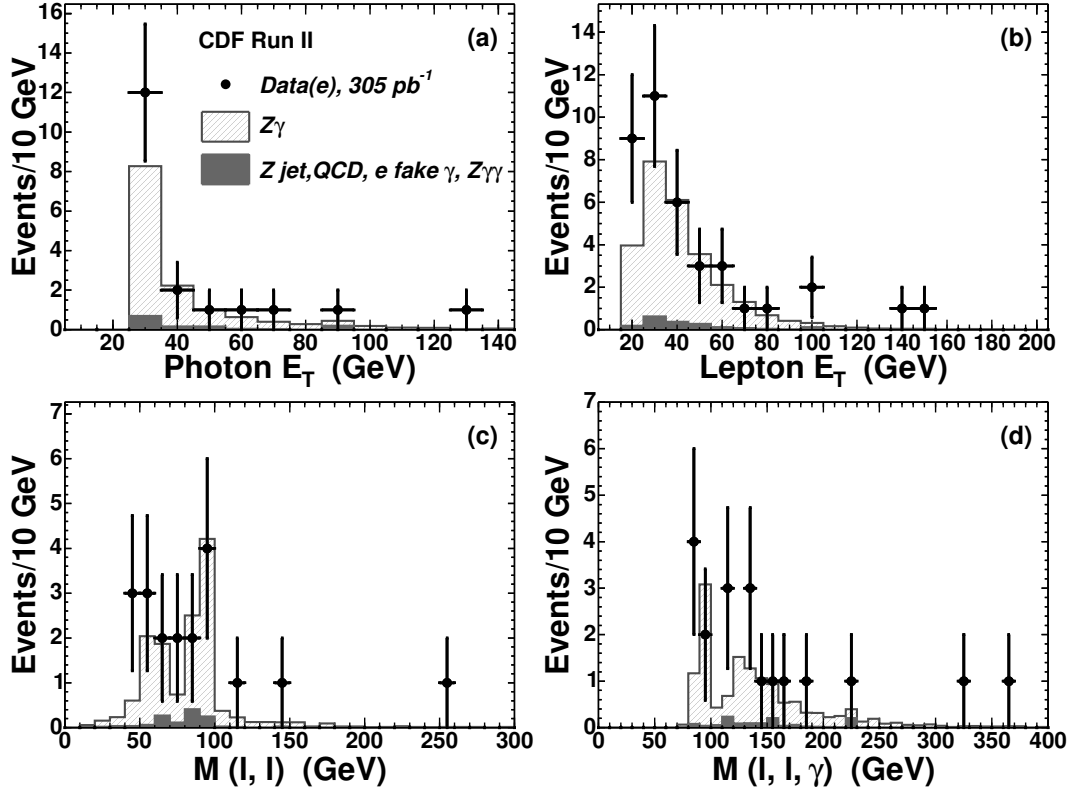 Events/10 GeV
16
14
12
10
8
6
4
2
0
(a)
CDF Run II
Data(e), 305 pb⁻¹
Zγ
Z jet,QCD, e fake γ, Zγγ
20 40 60 80 100 120 140
Photon E_T (GeV)
Events/10 GeV
14
12
10
8
6
4
2
0
(b)
20 40 60 80 100 120 140 160 180 200
Lepton E_T (GeV)
Events/10 GeV
7
6
5
4
3
2
1
0
(c)
0 50 100 150 200 250 300
M (l, l) (GeV)
Events/10 GeV
7
6
5
4
3
2
1
0
(d)
0 50 100 150 200 250 300 350 400
M (l, l, γ) (GeV)